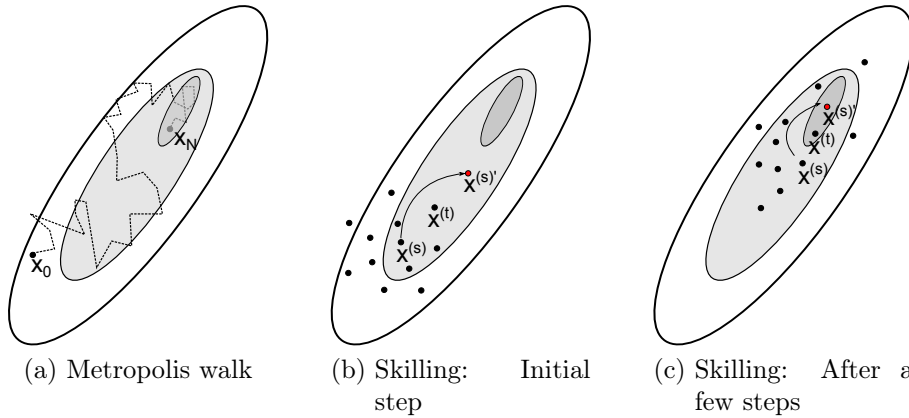 x_N
x_0
x^(s)'
x^(t)
x^(s)
x^(s)'
x^(t)
x^(s)
(a) Metropolis walk
(b) Skilling: Initial
step
(c) Skilling: After a
few steps